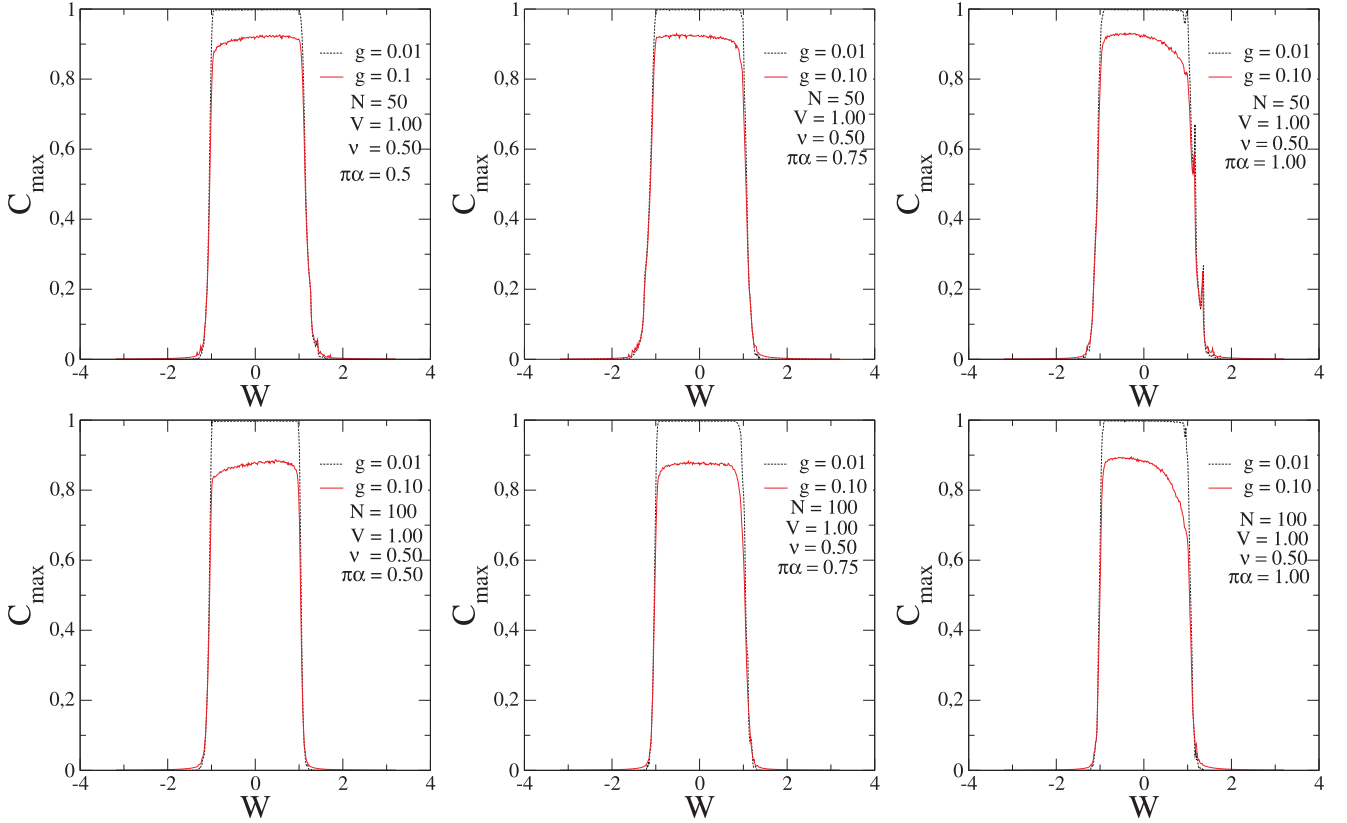 1
0,8
0,6
0,4
0,2
0
C max
-4 -2 0 2 4
W
g = 0.01
g = 0.1
N = 50
V = 1.00
ν = 0.50
πα = 0.5
1
0,8
0,6
0,4
0,2
0
C max
-4 -2 0 2 4
W
g = 0.01
g = 0.10
N = 50
V = 1.00
ν = 0.50
πα = 0.75
1
0,8
0,6
0,4
0,2
0
C max
-4 -2 0 2 4
W
g = 0.01
g = 0.10
N = 50
V = 1.00
ν = 0.50
πα = 1.00
1
0,8
0,6
0,4
0,2
0
C max
-4 -2 0 2 4
W
g = 0.01
g = 0.10
N = 100
V = 1.00
ν = 0.50
πα = 0.50
1
0,8
0,6
0,4
0,2
0
C max
-4 -2 0 2 4
W
g = 0.01
g = 0.10
N = 100
V = 1.00
ν = 0.50
πα = 0.75
1
0,8
0,6
0,4
0,2
0
C max
-4 -2 0 2 4
W
g = 0.01
g = 0.10
N = 100
V = 1.00
ν = 0.50
πα = 1.00